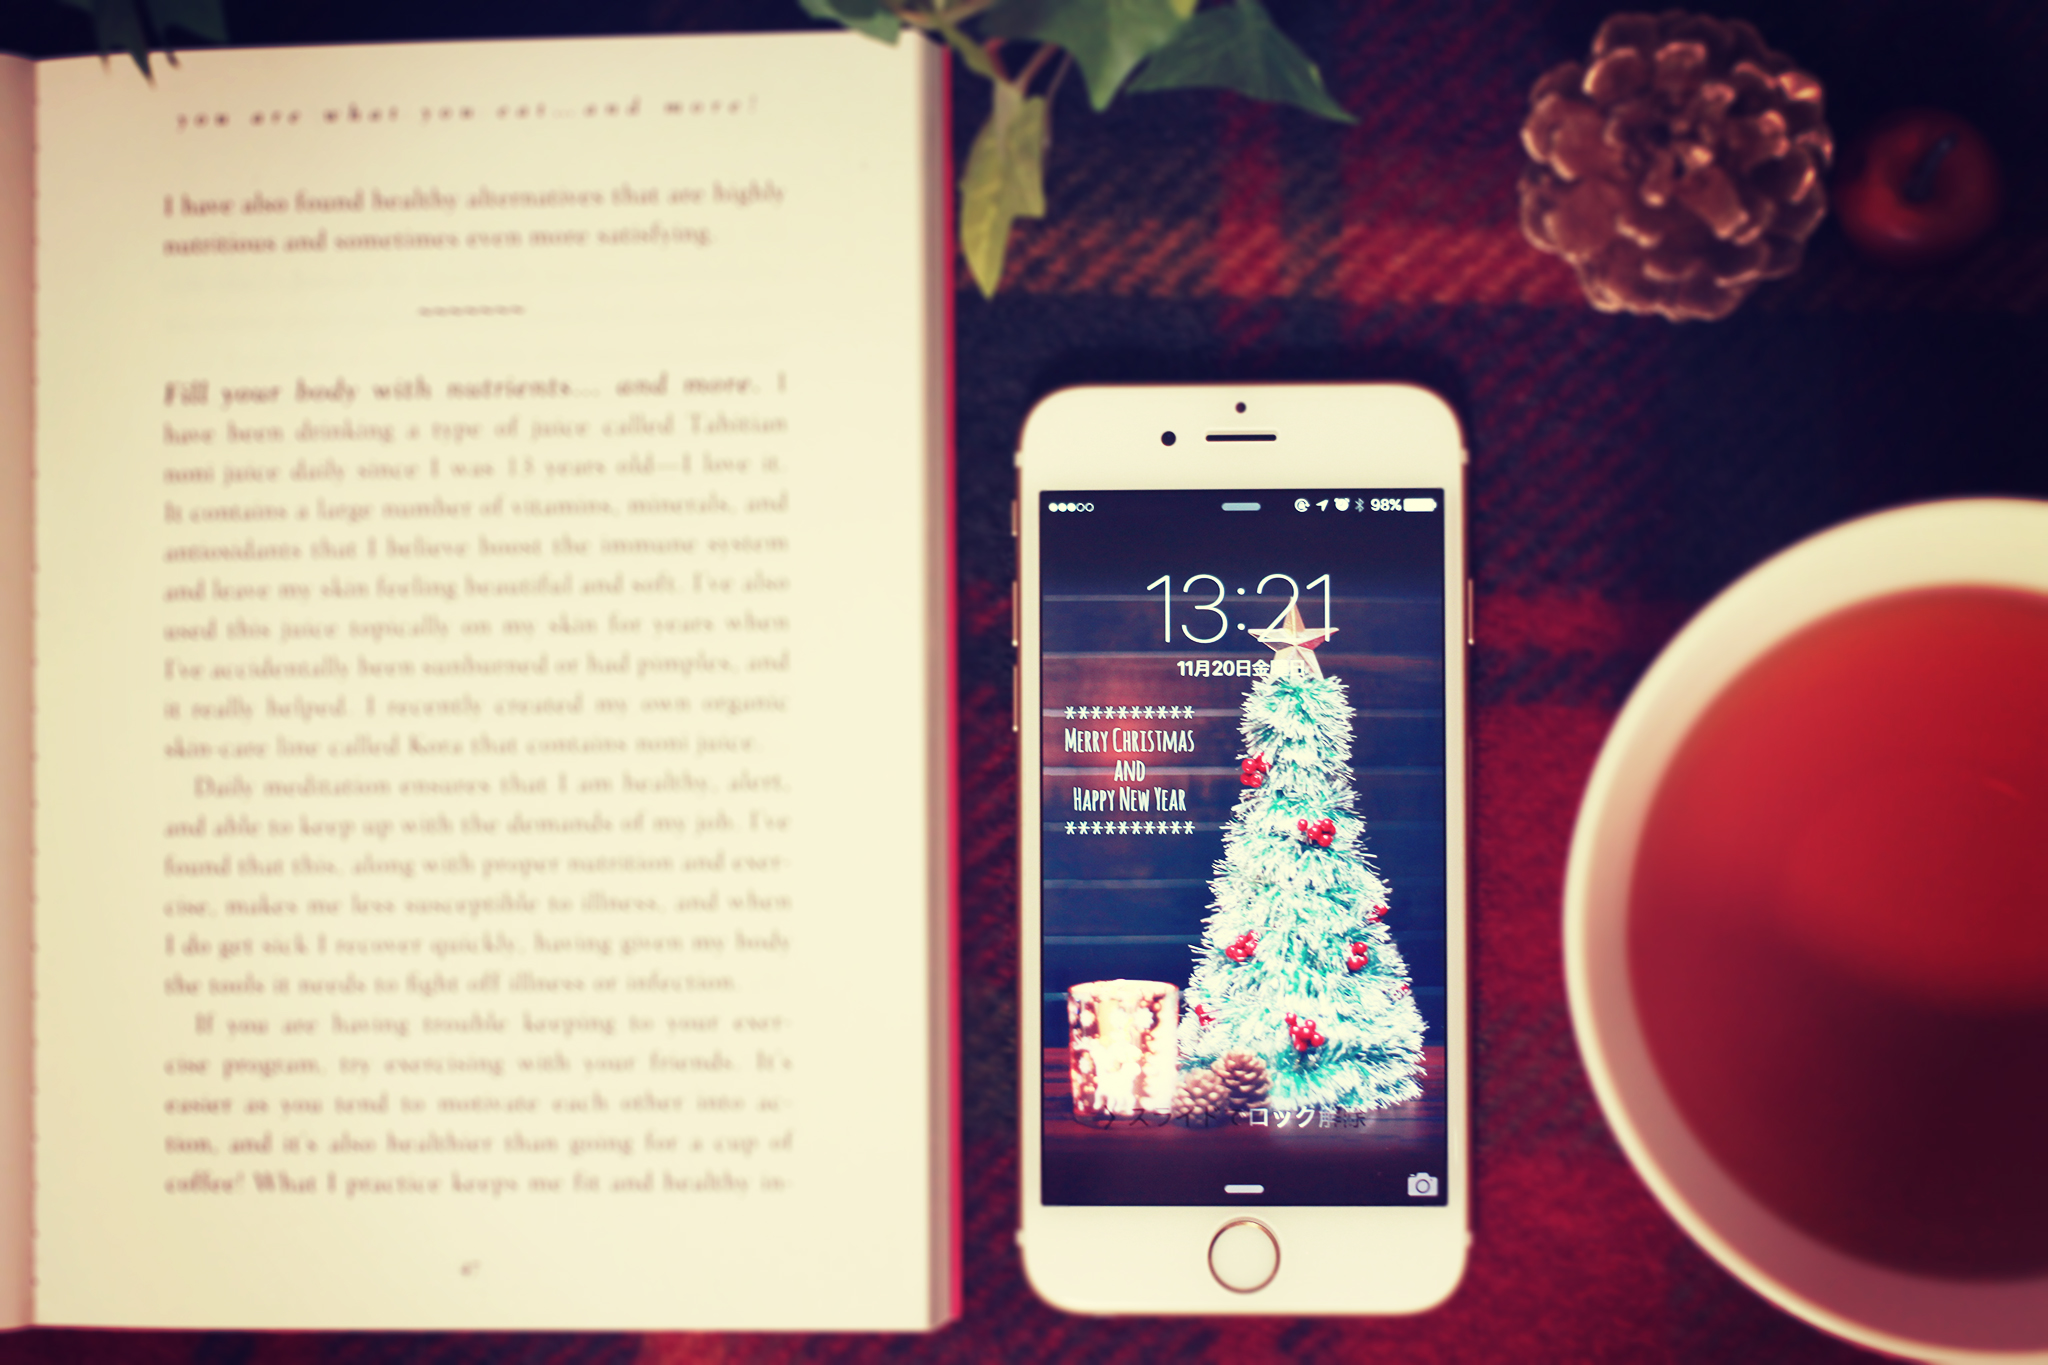 you are what you eat...and more!
I have also found healthy alternatives that are highly
nutritious and sometimes even more satisfying.
~~~~~~~
Fill your body with nutrients... and more. I
have been drinking a type of juice called Tahitian
noni juice daily since I was 13 years old—I love it.
It contains a large number of vitamins, minerals, and
antioxidants that I believe boost the immune system
and leave my skin feeling beautiful and soft. I've also
used this juice topically on my skin for years when
I've accidentally been sunburned or had pimples, and
it really helped. I recently created my own organic
skin-care line called Kora that contains noni juice.
Daily meditation ensures that I am healthy, alert,
and able to keep up with the demands of my job. I've
found that this, along with proper nutrition and exer-
cise, makes me less susceptible to illness, and when
I do get sick I recover quickly, having given my body
the tools it needs to fight off illness or infection.
If you are having trouble keeping to your exer-
cise program, try exercising with your friends. It's
easier as you tend to motivate each other into ac-
tion, and it's also healthier than going for a cup of
coffee! What I practice keeps me fit and healthy in-
98%
13:21
11月20日金曜日
**********
MERRY CHRISTMAS
AND
HAPPY NEW YEAR
**********
> スライドでロック解除